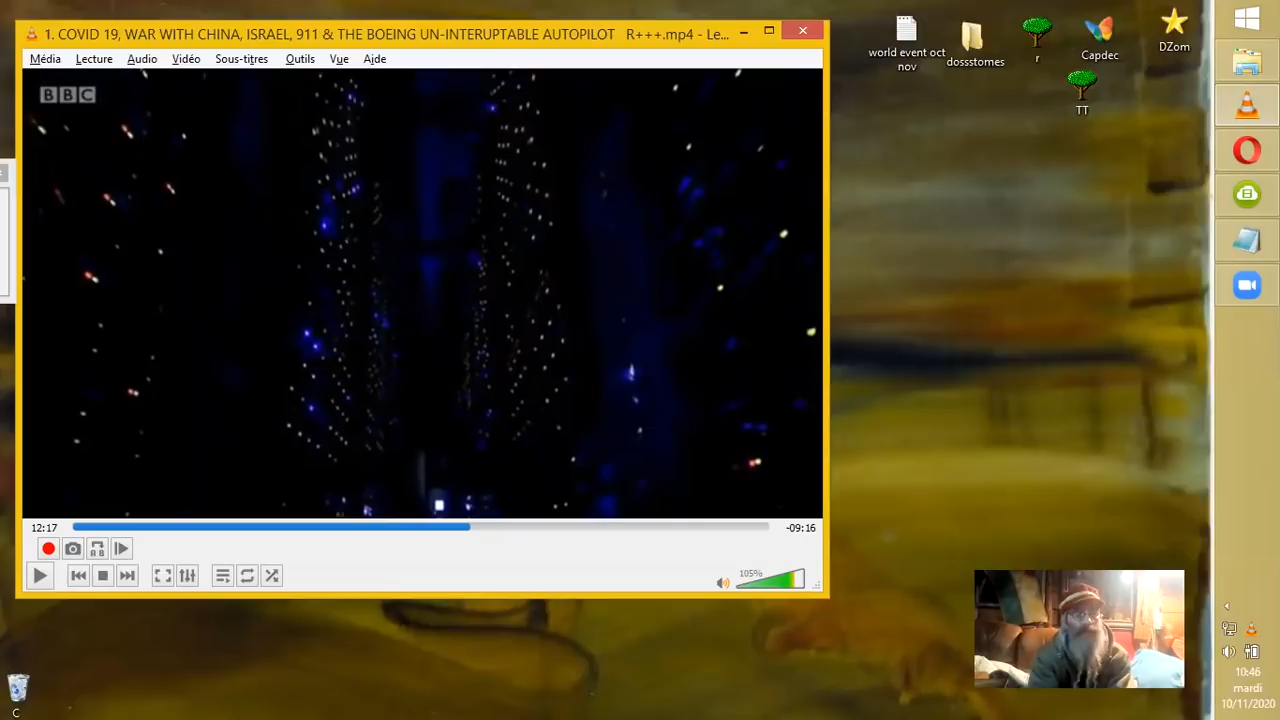 1. COVID 19, WAR WITH CHINA, ISRAEL, 911 & THE BOEING UN-INTERUPTABLE AUTOPILOT R+++.mp4 - Le...
Média Lecture Audio Vidéo Sous-titres Outils Vue Aide
BBC
12:17
-09:16
105%
world event oct
nov
dossstomes
r
Capdec
DZom
TT
C
10:46
mardi
10/11/2020